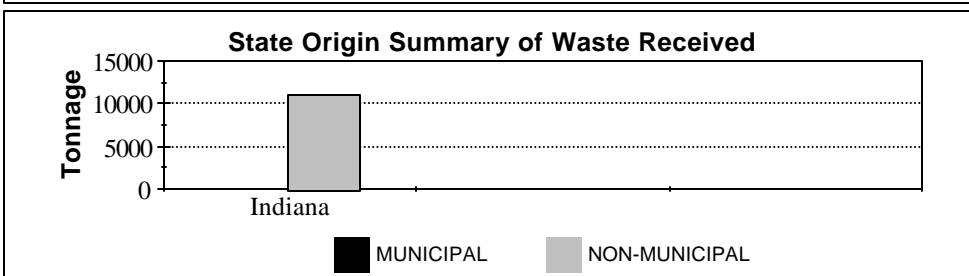 State Origin Summary of Waste Received
Tonnage
15000
10000
5000
0
Indiana
MUNICIPAL NON-MUNICIPAL